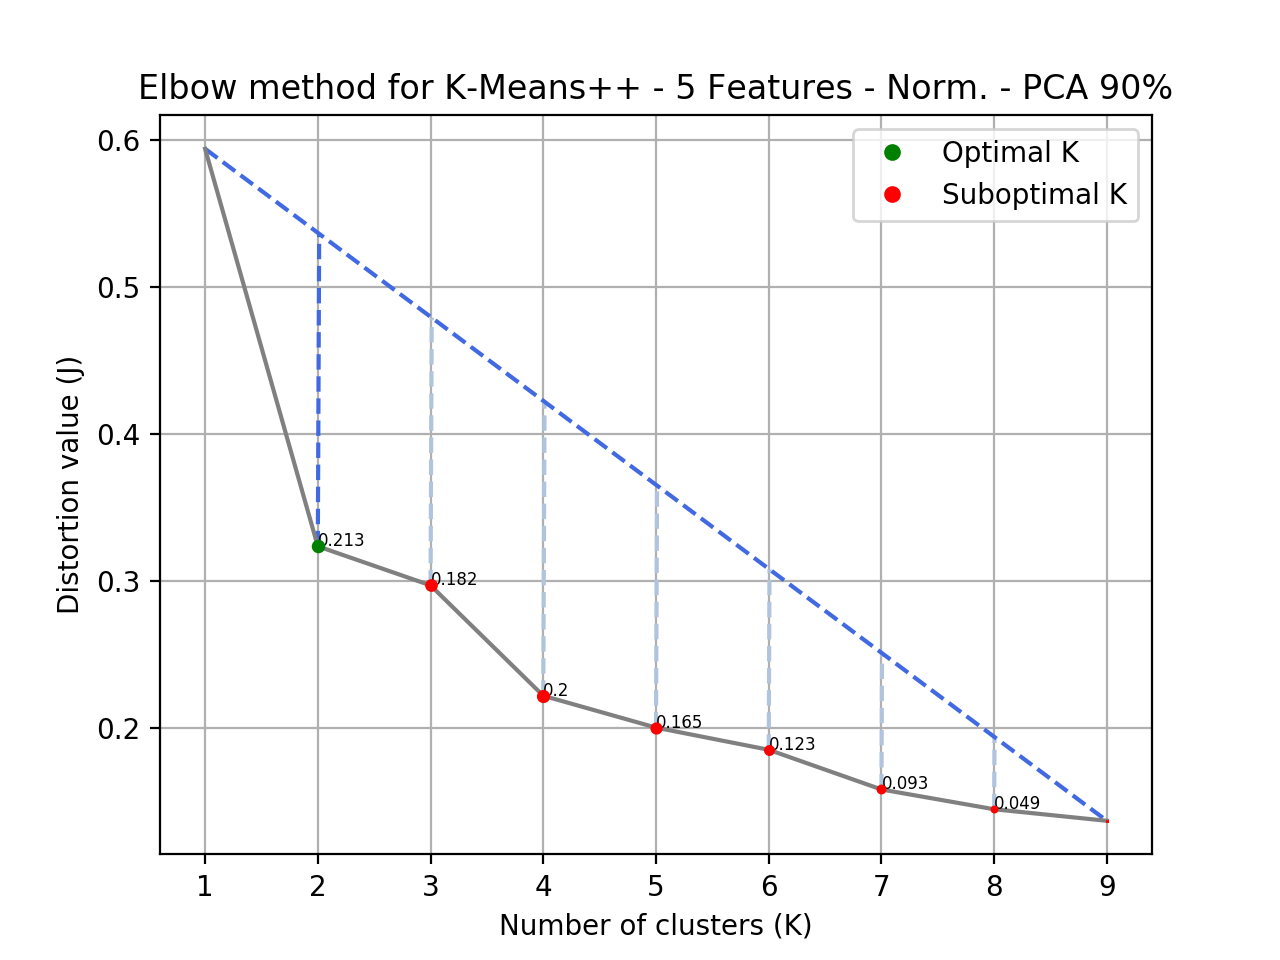 Elbow method for K-Means++ - 5 Features - Norm. - PCA 90%
Optimal K
Suboptimal K
Distortion value (J)
0.6
0.5
0.4
0.3
0.2
0.213
0.182
0.2
0.165
0.123
0.093
0.049
1 2 3 4 5 6 7 8 9
Number of clusters (K)